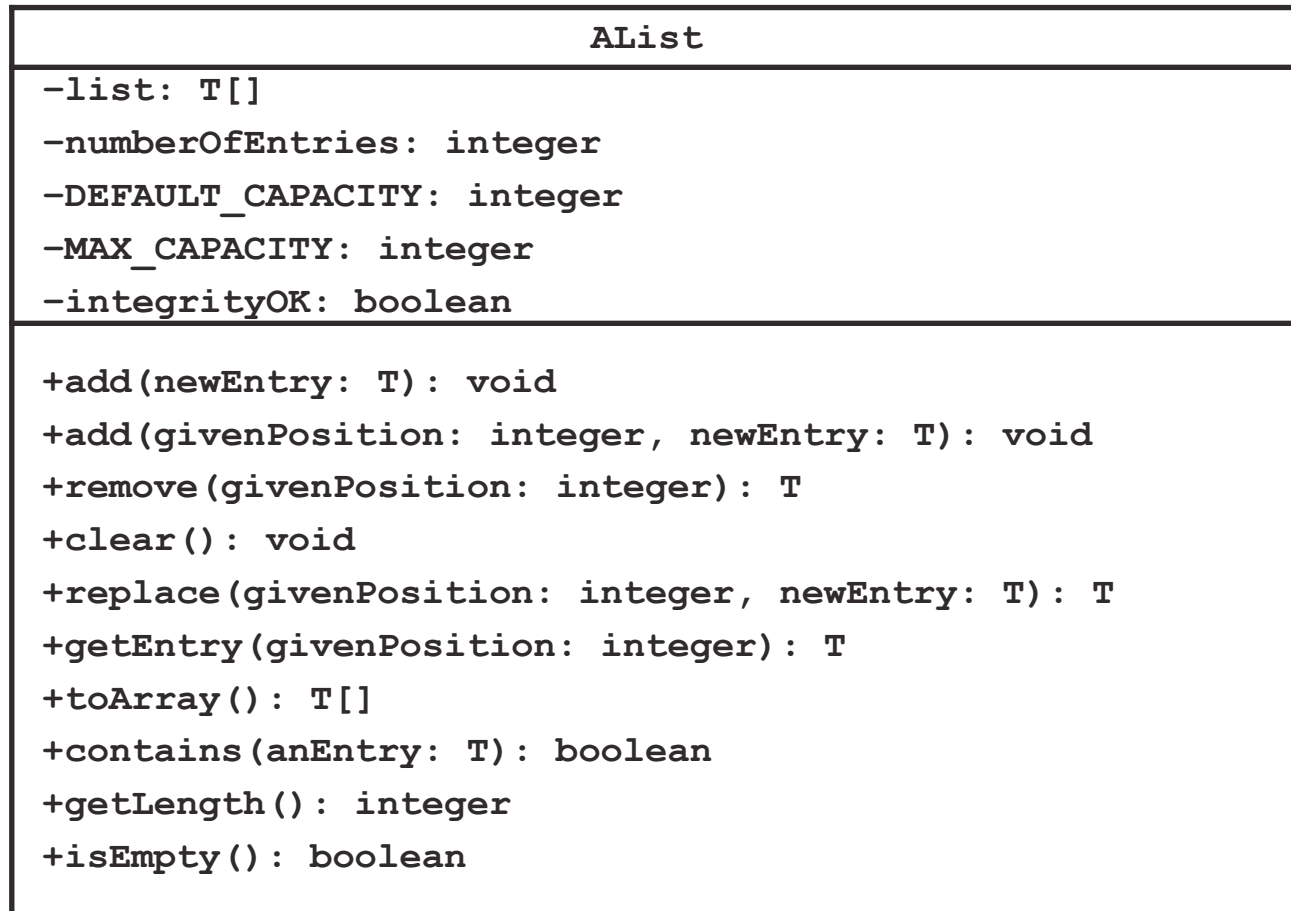 AList
-list: T[]
-numberOfEntries: integer
-DEFAULT_CAPACITY: integer
-MAX_CAPACITY: integer
-integrityOK: boolean
+add(newEntry: T): void
+add(givenPosition: integer, newEntry: T): void
+remove(givenPosition: integer): T
+clear(): void
+replace(givenPosition: integer, newEntry: T): T
+getEntry(givenPosition: integer): T
+toArray(): T[]
+contains(anEntry: T): boolean
+getLength(): integer
+isEmpty(): boolean